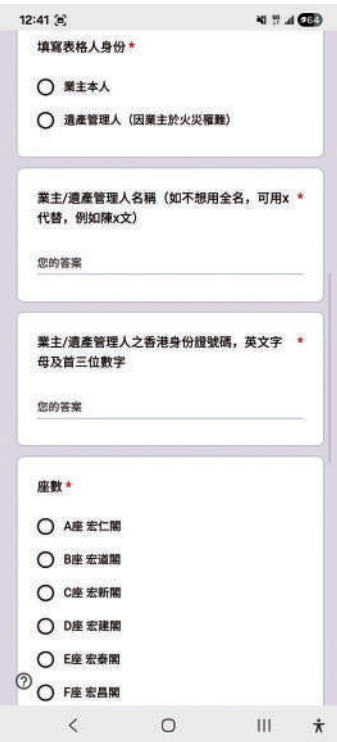 12:41
64
填寫表格人身份 *
業主本人
遺產管理人（因業主於火災罹難）
業主/遺產管理人名稱（如不想用全名，可用x *
代替，例如陳x文）
您的答案
業主/遺產管理人之香港身份證號碼，英文字 *
母及首三位數字
您的答案
座數 *
A座 宏仁閣
B座 宏道閣
C座 宏新閣
D座 宏建閣
E座 宏泰閣
F座 宏昌閣